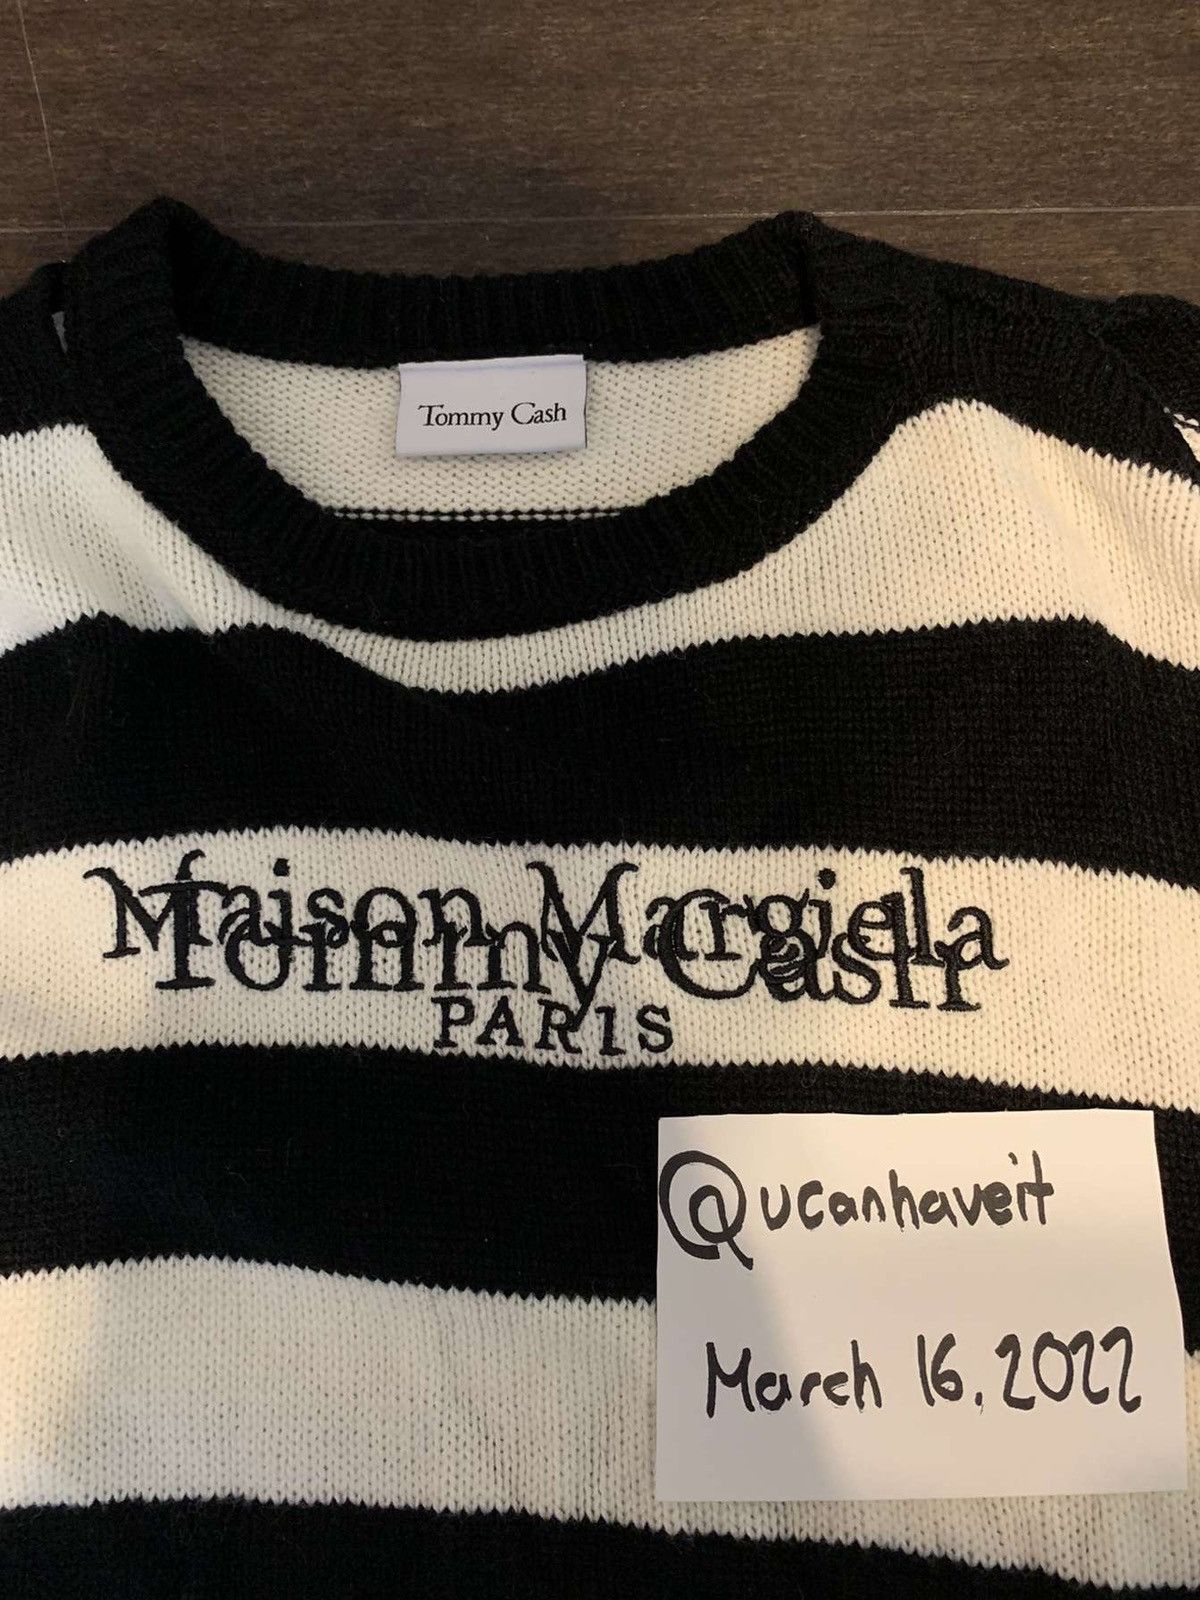 Tommy Cash
Maison Margiela
Tommy Cash
PARIS
@ucanhaveit
March 16.2022